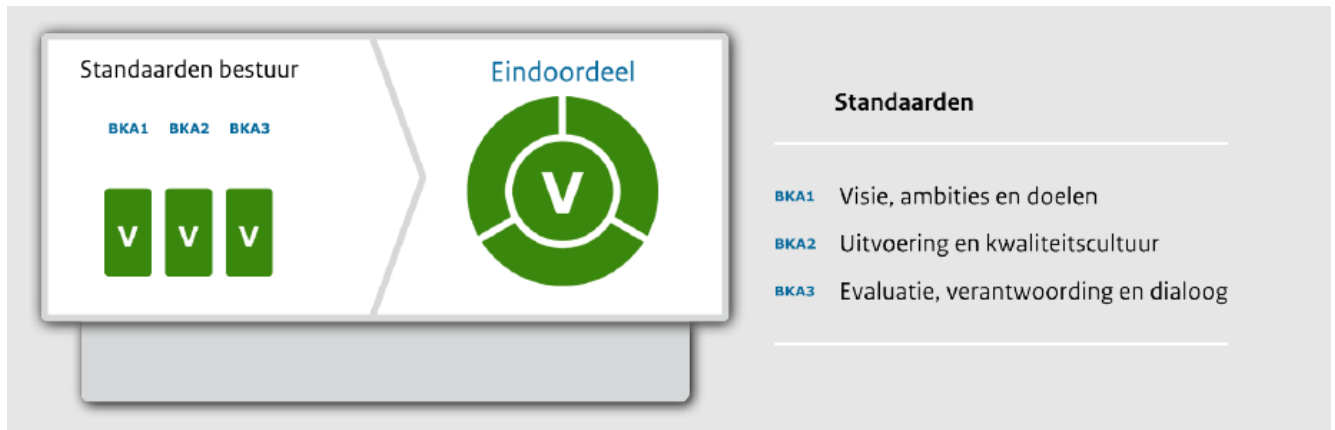 Standaarden bestuur
BKA1 BKA2 BKA3
V V V
Eindoordeel
V
Standaarden
BKA1 Visie, ambities en doelen
BKA2 Uitvoering en kwaliteitscultuur
BKA3 Evaluatie, verantwoording en dialoog